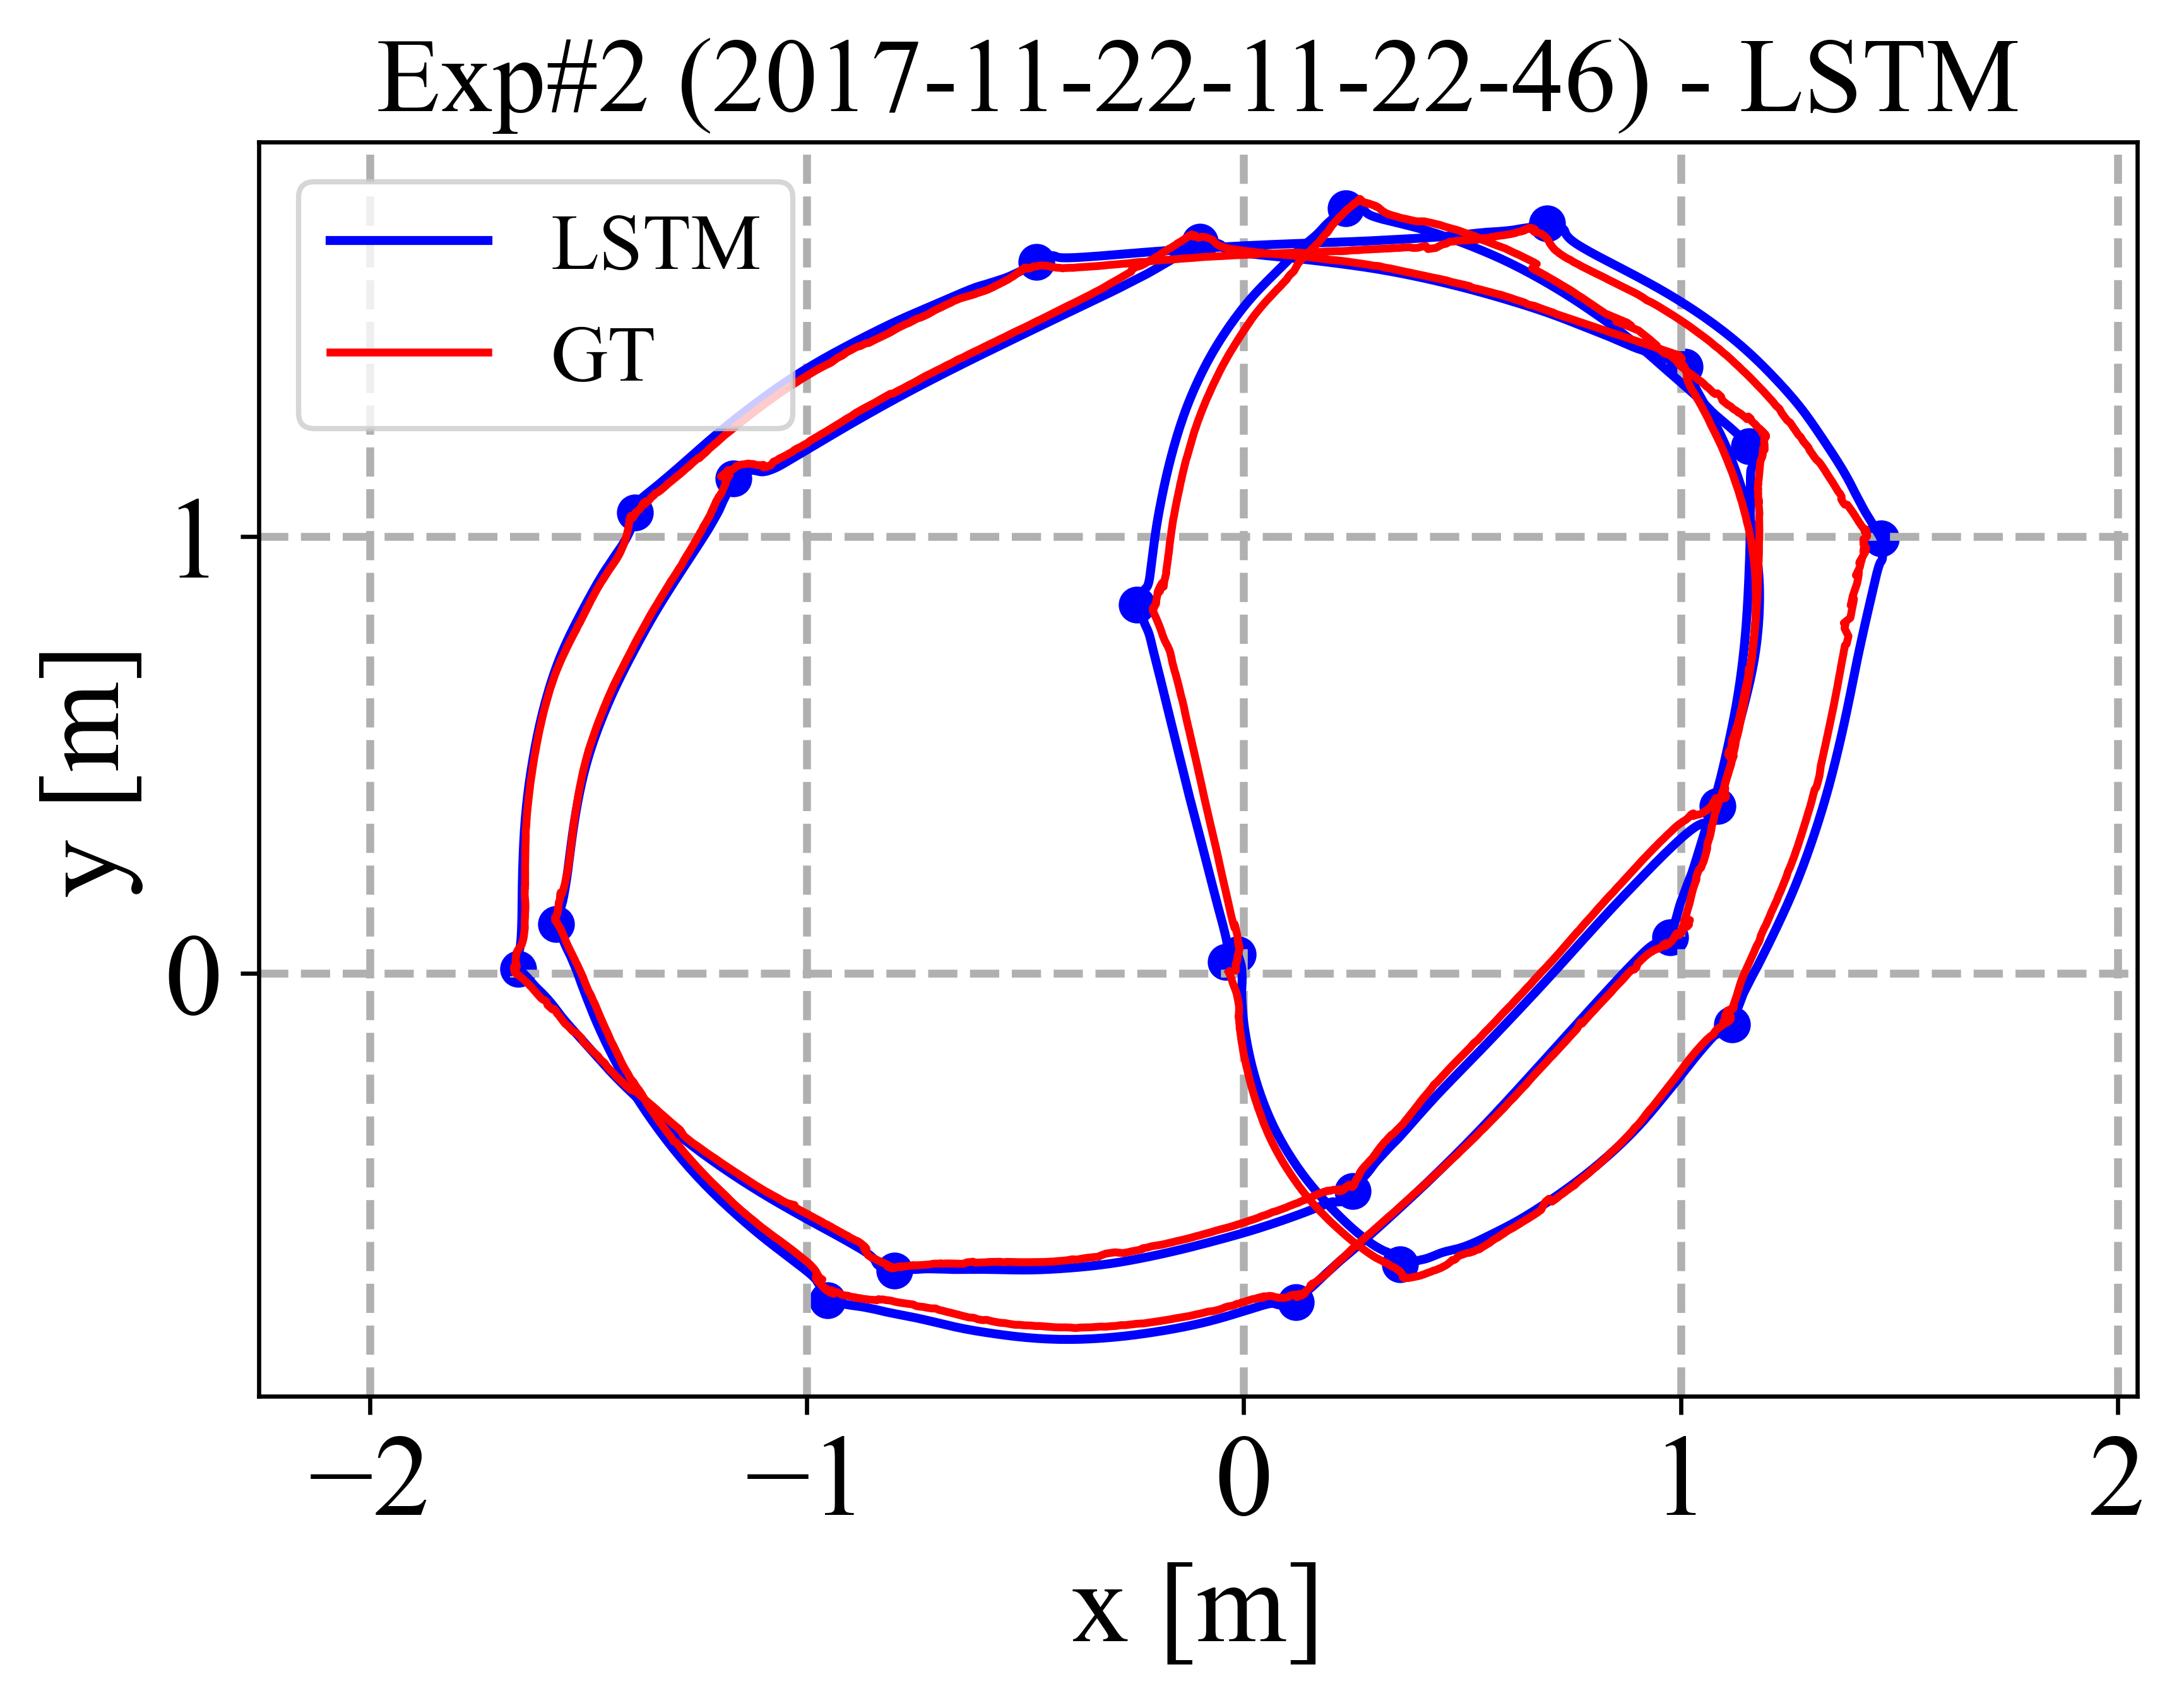 Exp#2 (2017-11-22-11-22-46) - LSTM
LSTM
GT
y [m]
1
0
−2 −1 0 1 2
x [m]